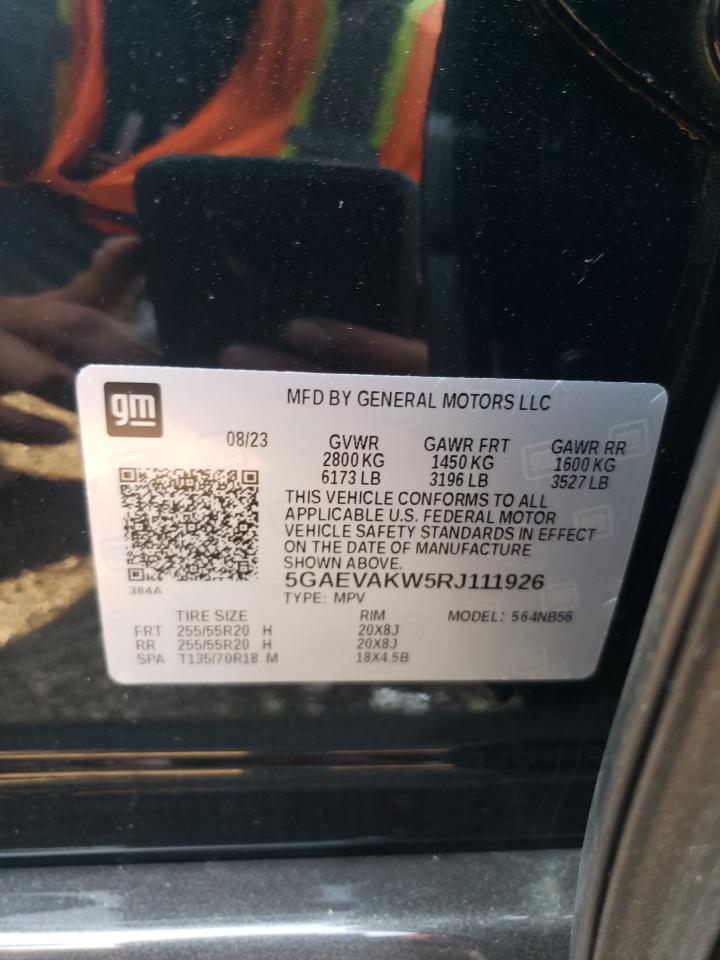 gm
MFD BY GENERAL MOTORS LLC
08/23 GVWR GAWR FRT GAWR RR
2800 KG 1450 KG 1600 KG
6173 LB 3196 LB 3527 LB
THIS VEHICLE CONFORMS TO ALL
APPLICABLE U.S. FEDERAL MOTOR
VEHICLE SAFETY STANDARDS IN EFFECT
ON THE DATE OF MANUFACTURE
SHOWN ABOVE.
5GAEVAKW5RJ111926
384A
TYPE: MPV
TIRE SIZE RIM MODEL: 564NB56
FRT 255/55R20 H 20X8J
RR 255/55R20 H 20X8J
SPA T135/70R18 M 18X4.5B